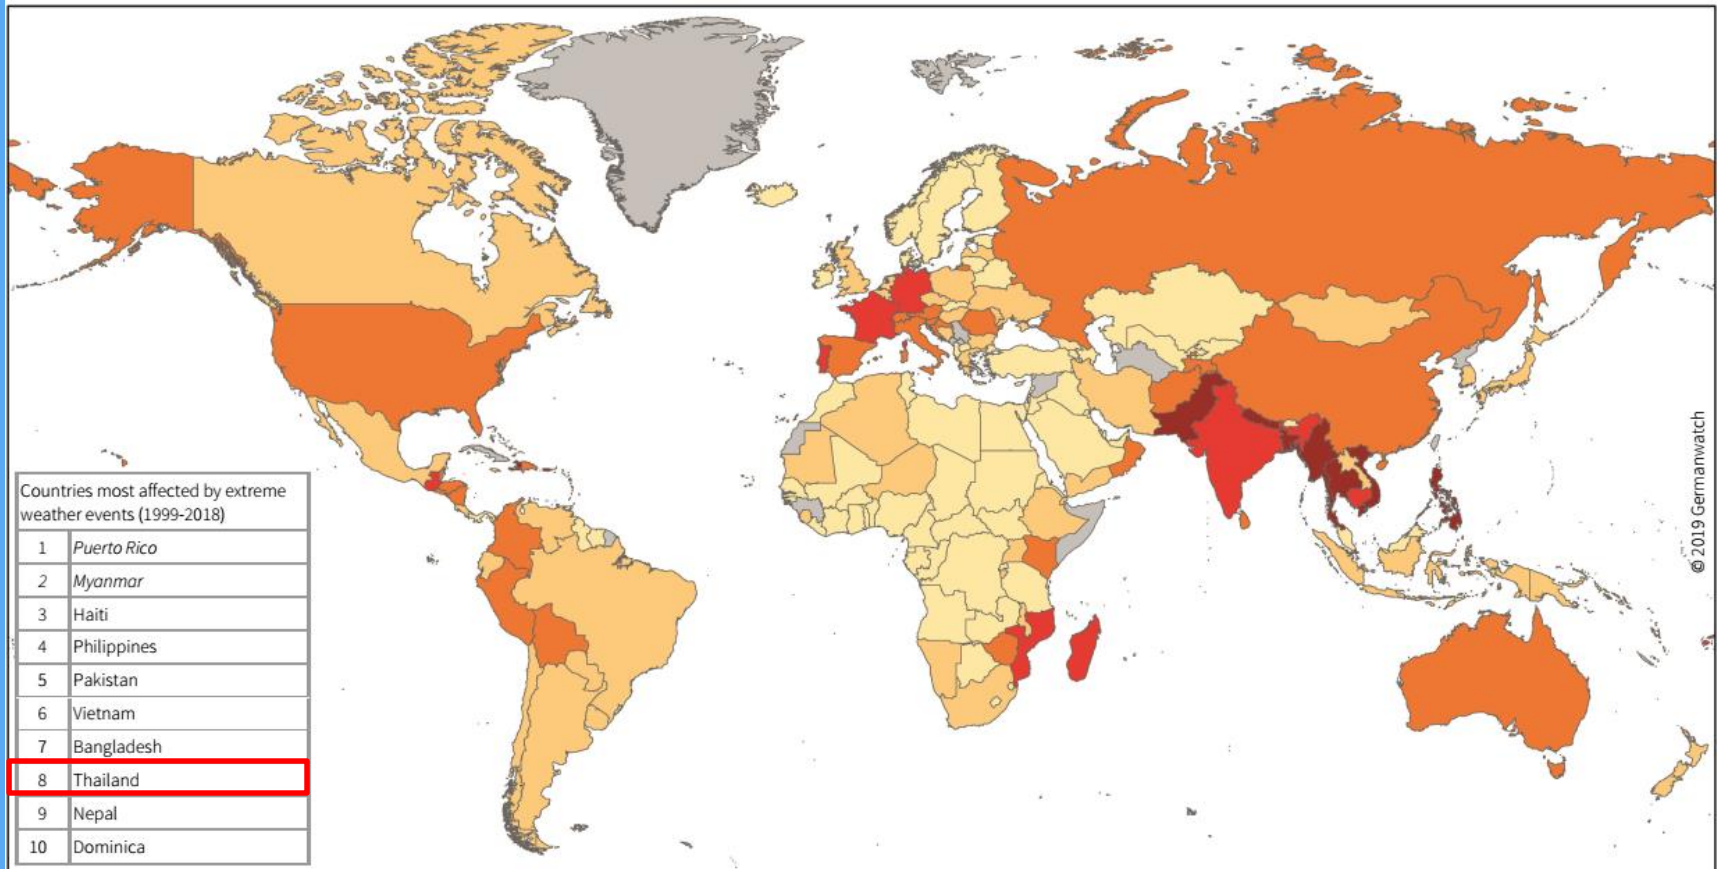 Countries most affected by extreme
weather events (1999-2018)
1 Puerto Rico
2 Myanmar
3 Haiti
4 Philippines
5 Pakistan
6 Vietnam
7 Bangladesh
8 Thailand
9 Nepal
10 Dominica
© 2019 Germanwatch